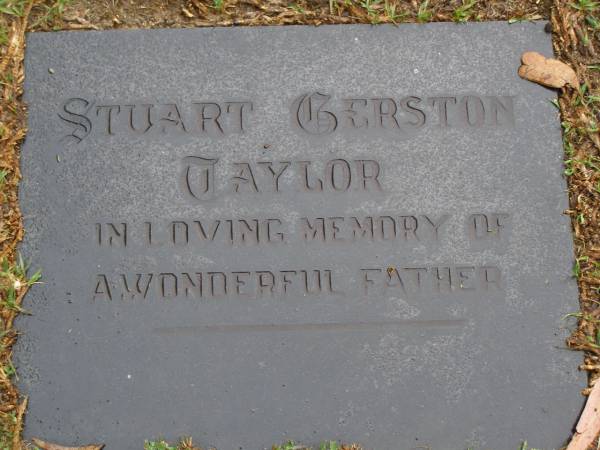 STUART GERSTON
TAYLOR
IN LOVING MEMORY OF
A WONDERFUL FATHER